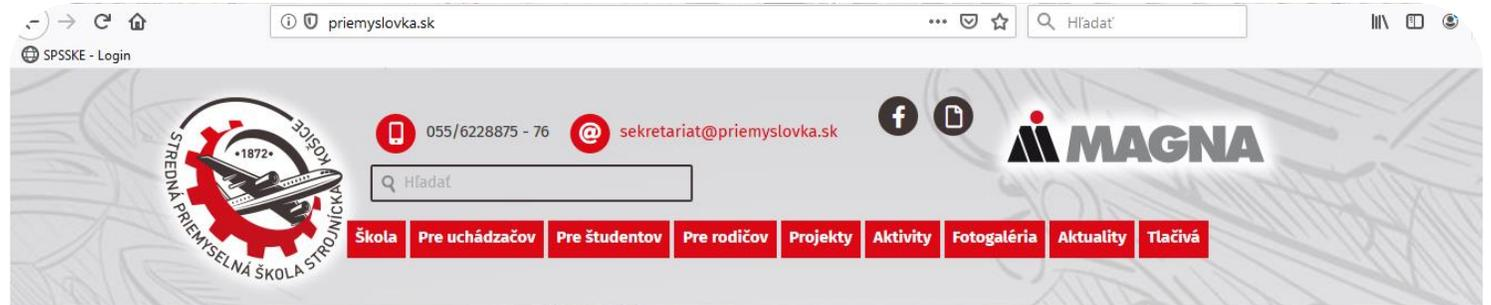 priemyslovka.sk
Hľadať
SPSSKE - Login
STREDNÁ PRIEMYSELNÁ ŠKOLA STROJNÍCKA KOŠICE
•1872•
055/6228875 - 76
sekretariat@priemyslovka.sk
MAGNA
Hľadať
Škola Pre uchádzačov Pre študentov Pre rodičov Projekty Aktivity Fotogaléria Aktuality Tlačivá